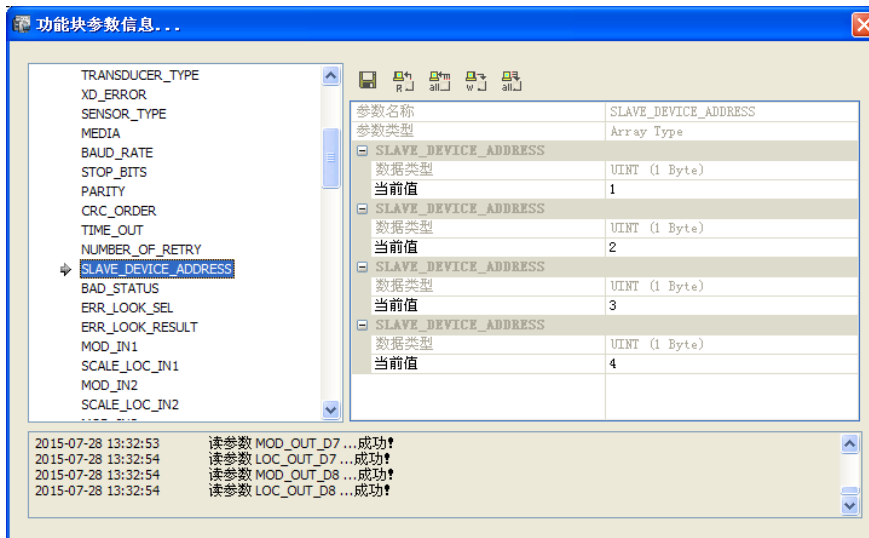 功能块参数信息...
TRANSDUCER_TYPE
XD_ERROR
SENSOR_TYPE
MEDIA
BAUD_RATE
STOP_BITS
PARITY
CRC_ORDER
TIME_OUT
NUMBER_OF_RETRY
SLAVE_DEVICE_ADDRESS
BAD_STATUS
ERR_LOOK_SEL
ERR_LOOK_RESULT
MOD_IN1
SCALE_LOC_IN1
MOD_IN2
SCALE_LOC_IN2
R all w all
参数名称 SLAVE_DEVICE_ADDRESS
参数类型 Array Type
SLAVE_DEVICE_ADDRESS
数据类型 UINT (1 Byte)
当前值 1
SLAVE_DEVICE_ADDRESS
数据类型 UINT (1 Byte)
当前值 2
SLAVE_DEVICE_ADDRESS
数据类型 UINT (1 Byte)
当前值 3
SLAVE_DEVICE_ADDRESS
数据类型 UINT (1 Byte)
当前值 4
2015-07-28 13:32:53 读参数 MOD_OUT_D7 ...成功!
2015-07-28 13:32:54 读参数 LOC_OUT_D7 ...成功!
2015-07-28 13:32:54 读参数 MOD_OUT_D8 ...成功!
2015-07-28 13:32:54 读参数 LOC_OUT_D8 ...成功!